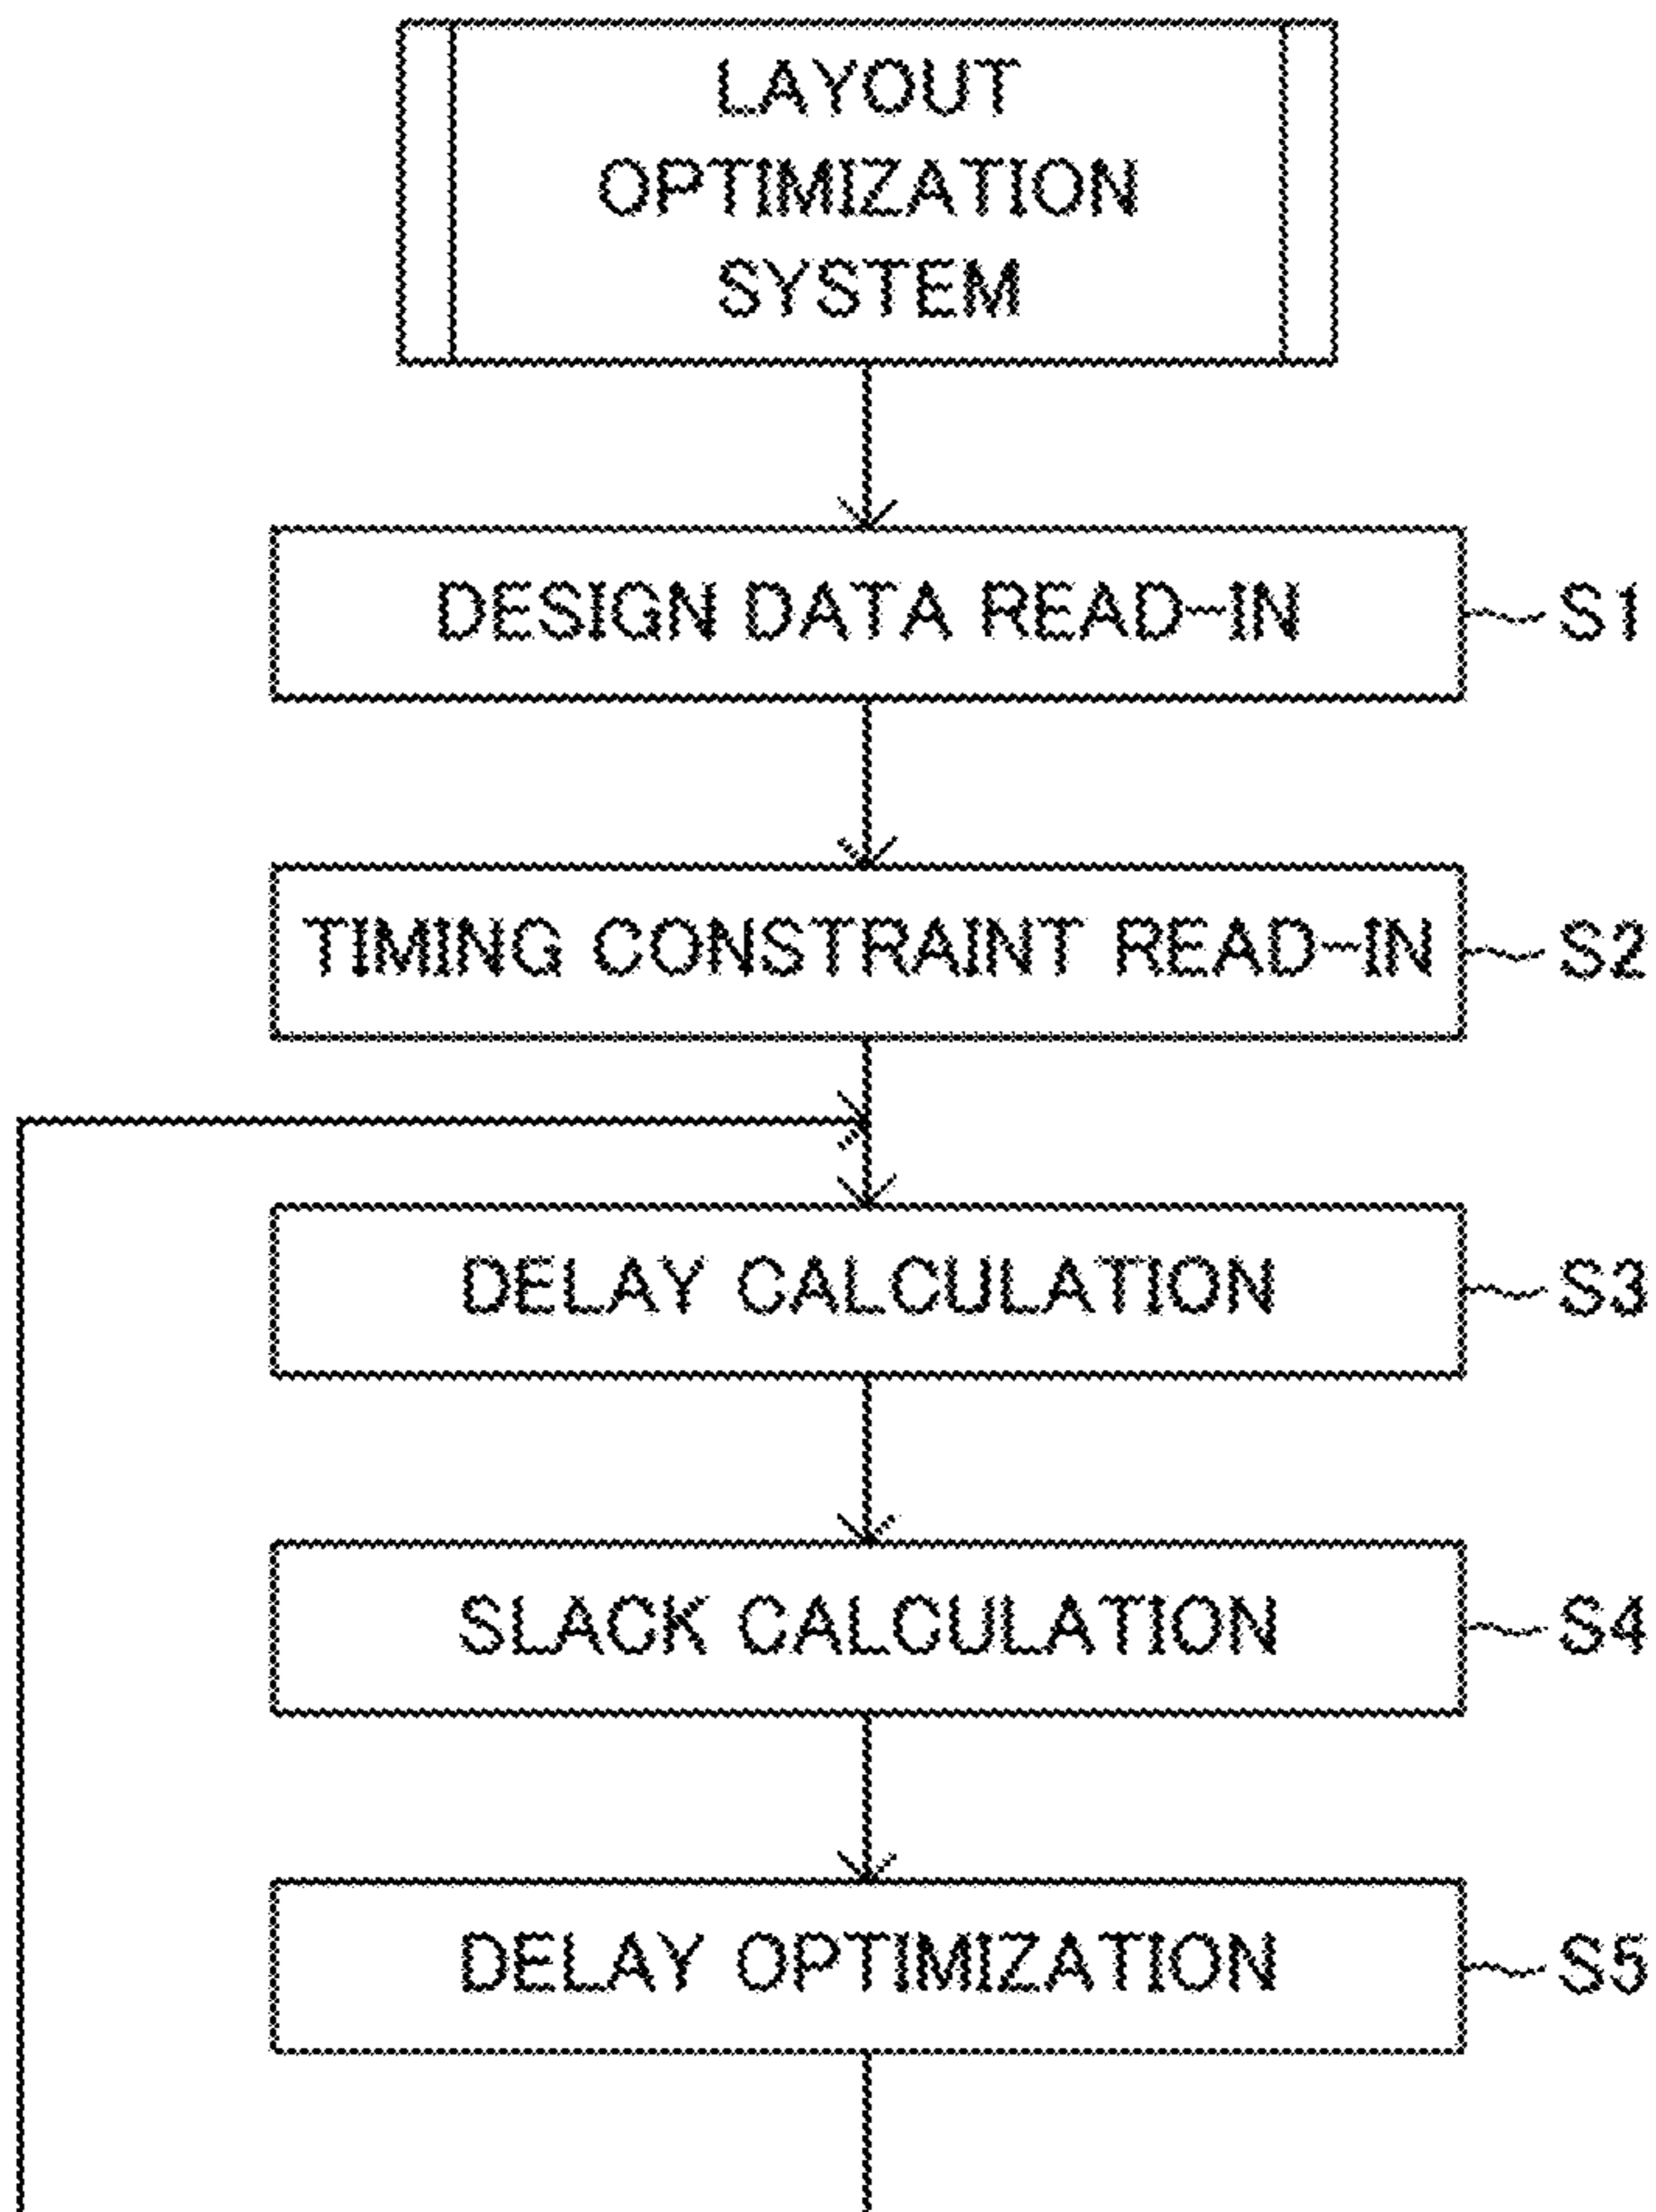 LAYOUT
OPTIMIZATION
SYSTEM
DESIGN DATA READ-IN
S1
TIMING CONSTRAINT READ-IN
S2
DELAY CALCULATION
S3
SLACK CALCULATION
S4
DELAY OPTIMIZATION
S5